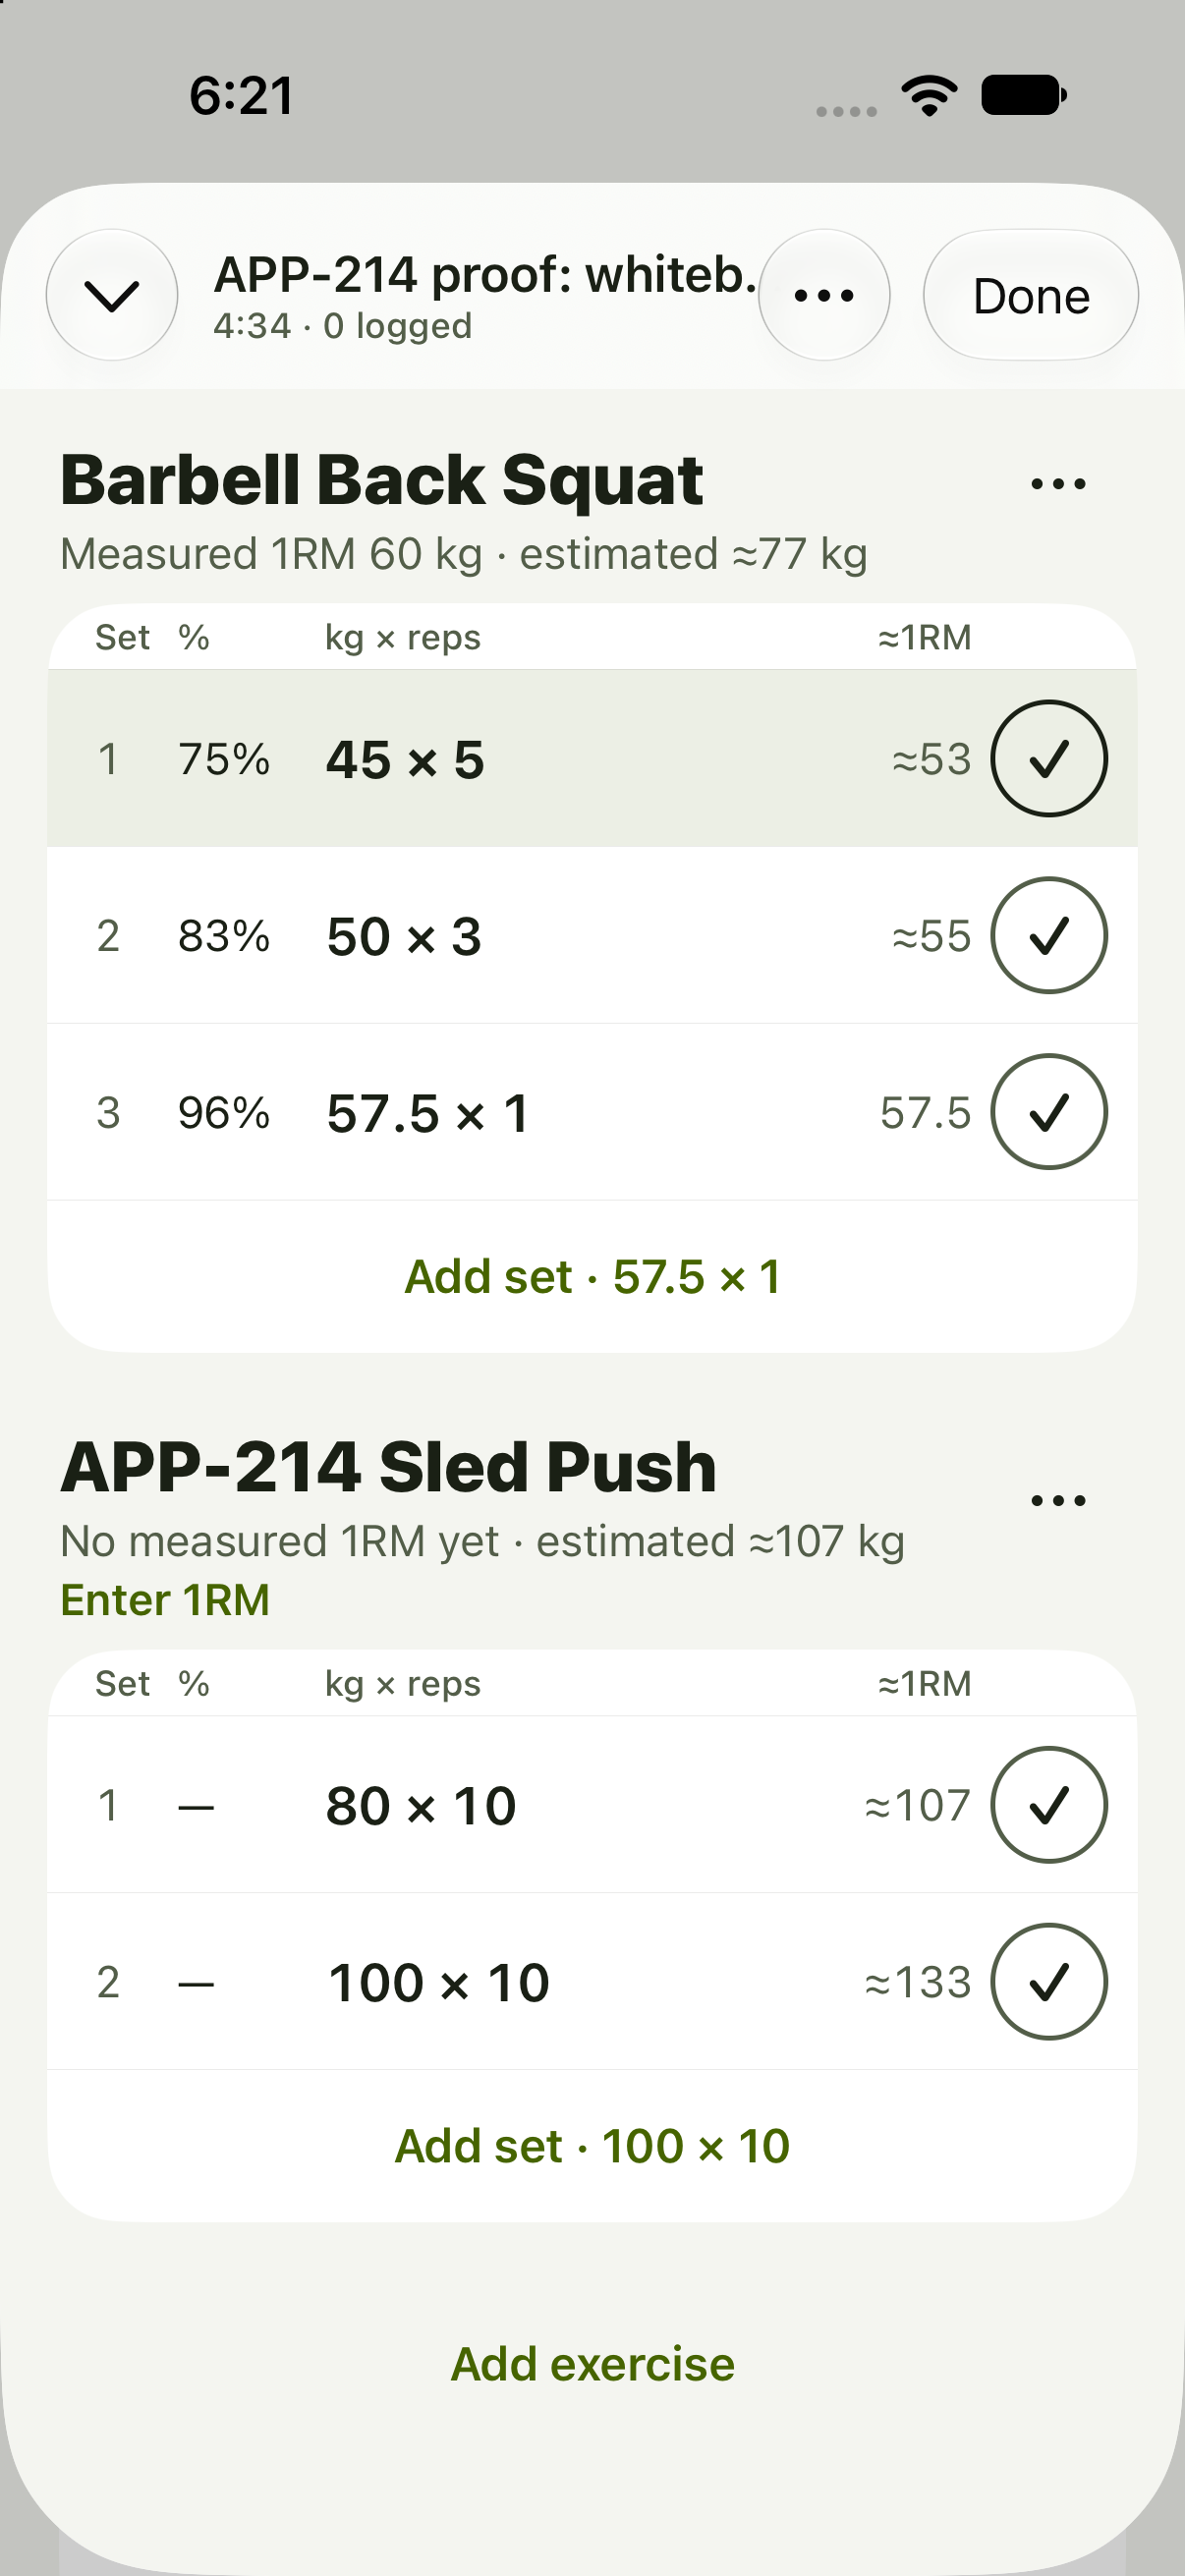 6:21
APP-214 proof: whiteb.
4:34 · 0 logged
Done
Barbell Back Squat
Measured 1RM 60 kg · estimated ≈77 kg
Set % kg × reps ≈1RM
1 75% 45 × 5 ≈53
2 83% 50 × 3 ≈55
3 96% 57.5 × 1 57.5
Add set · 57.5 × 1
APP-214 Sled Push
No measured 1RM yet · estimated ≈107 kg
Enter 1RM
Set % kg × reps ≈1RM
1 — 80 × 10 ≈107
2 — 100 × 10 ≈133
Add set · 100 × 10
Add exercise